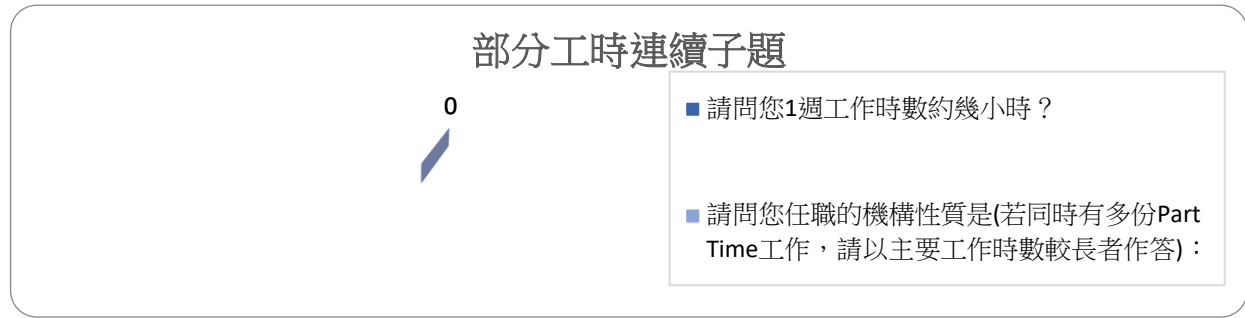 部分工時連續子題
0
請問您1週工作時數約幾小時？
請問您任職的機構性質是(若同時有多份Part
Time工作，請以主要工作時數較長者作答)：